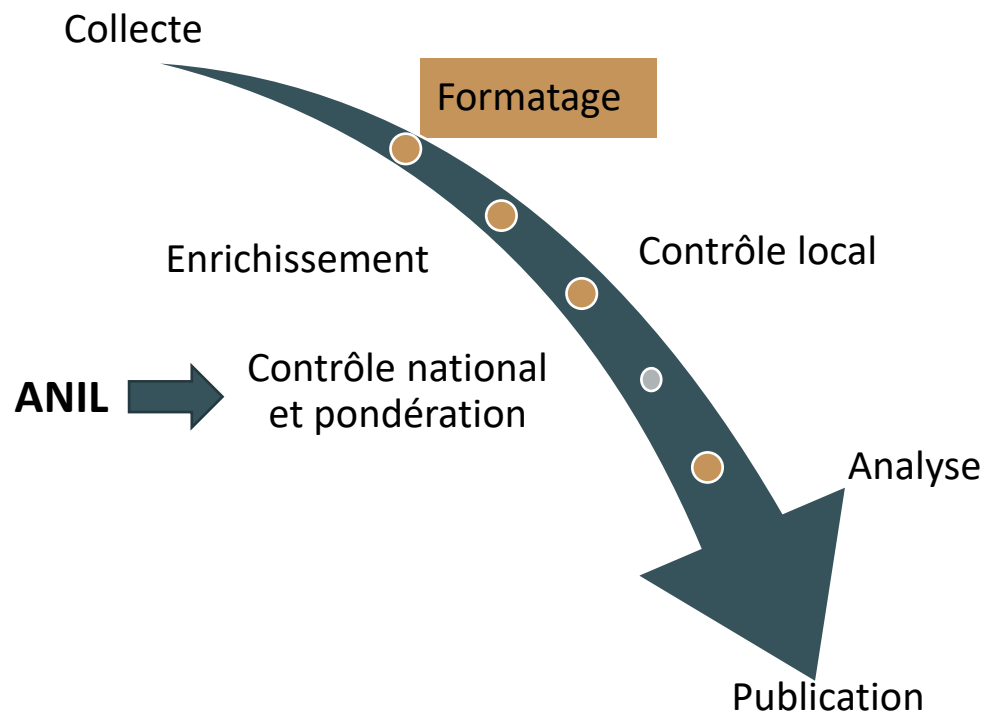 Collecte
Formatage
Enrichissement
Contrôle local
Contrôle national
et pondération
ANIL
Analyse
Publication